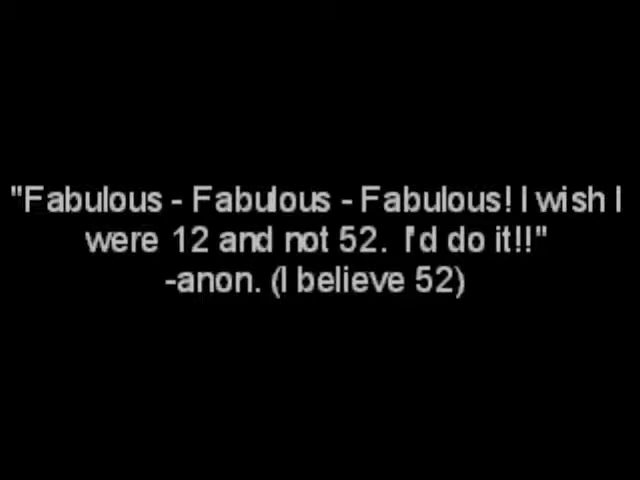 "Fabulous - Fabulous - Fabulous! I wish I
were 12 and not 52.  I'd do it!!"
-anon. (I believe 52)